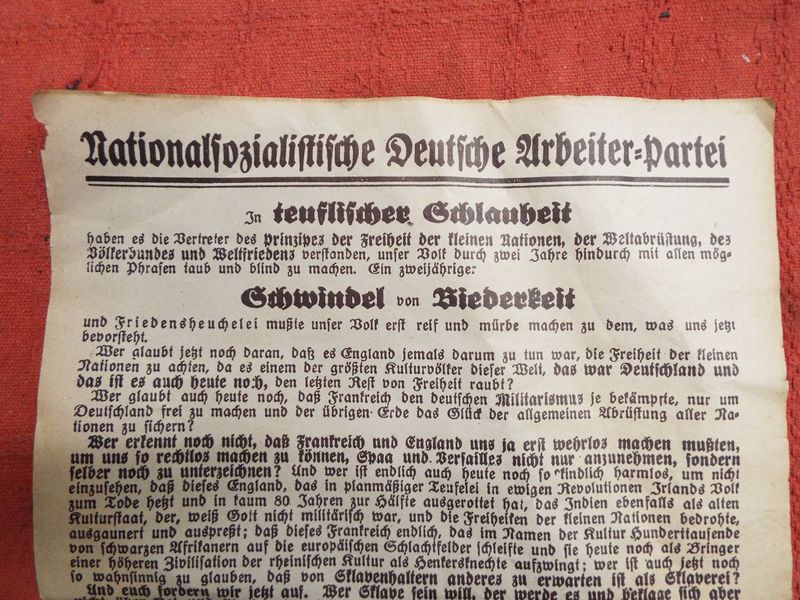 Nationalsozialistische Deutsche Arbeiter-Partei
In teuflischer Schlauheit
haben es die Vertreter des Prinzipes der Freiheit der kleinen Nationen, der Weltabrüstung, des
Völkerbundes und Weltfriedens verstanden, unser Volk durch zwei Jahre hindurch mit allen mög-
lichen Phrasen taub und blind zu machen. Ein zweijähriger
Schwindel von Biederkeit
und Friedensheuchelei mußte unser Volk erst reif und mürbe machen zu dem, was uns jetzt
bevorsteht.
Wer glaubt jetzt noch daran, daß es England jemals darum zu tun war, die Freiheit der kleinen
Nationen zu achten, da es einem der größten Kulturvölker dieser Welt, das war Deutschland und
das ist es auch heute noch, den letzten Rest von Freiheit raubt?
Wer glaubt auch heute noch, daß Frankreich den deutschen Militarismus je bekämpfte, nur um
Deutschland frei zu machen und der übrigen Erde das Glück der allgemeinen Abrüstung aller Na-
tionen zu sichern?
Wer erkennt noch nicht, daß Frankreich und England uns ja erst wehrlos machen mußten,
um uns so rechtlos machen zu können, Spaa und Versailles nicht nur anzunehmen, sondern
selber noch zu unterzeichnen? Und wer ist endlich auch heute noch so kindlich harmlos, um nicht
einzusehen, daß dieses England, das in planmäßiger Teufelei in ewigen Revolutionen Irlands Volk
zum Tode hetzt und in kaum 80 Jahren zur Hälfte ausgerottet hat, das Indien ebenfalls als alten
Kulturstaat, der, weiß Gott nicht militärisch war, und die Freiheiten der kleinen Nationen bedrohte,
ausgaunert und auspreßt; daß dieses Frankreich endlich, das im Namen der Kultur Hunderttausende
von schwarzen Afrikanern auf die europäischen Schlachtfelder schleifte und sie heute noch als Bringer
einer höheren Zivilisation der rheinischen Kultur als Henkersknechte aufzwingt; wer ist auch jetzt noch
so wahnsinnig zu glauben, daß von Sklavenhaltern anderes zu erwarten ist als Sklaverei?
Und euch fordern wir jetzt auf. Wer Sklave sein will, der werde es und beklage sich aber